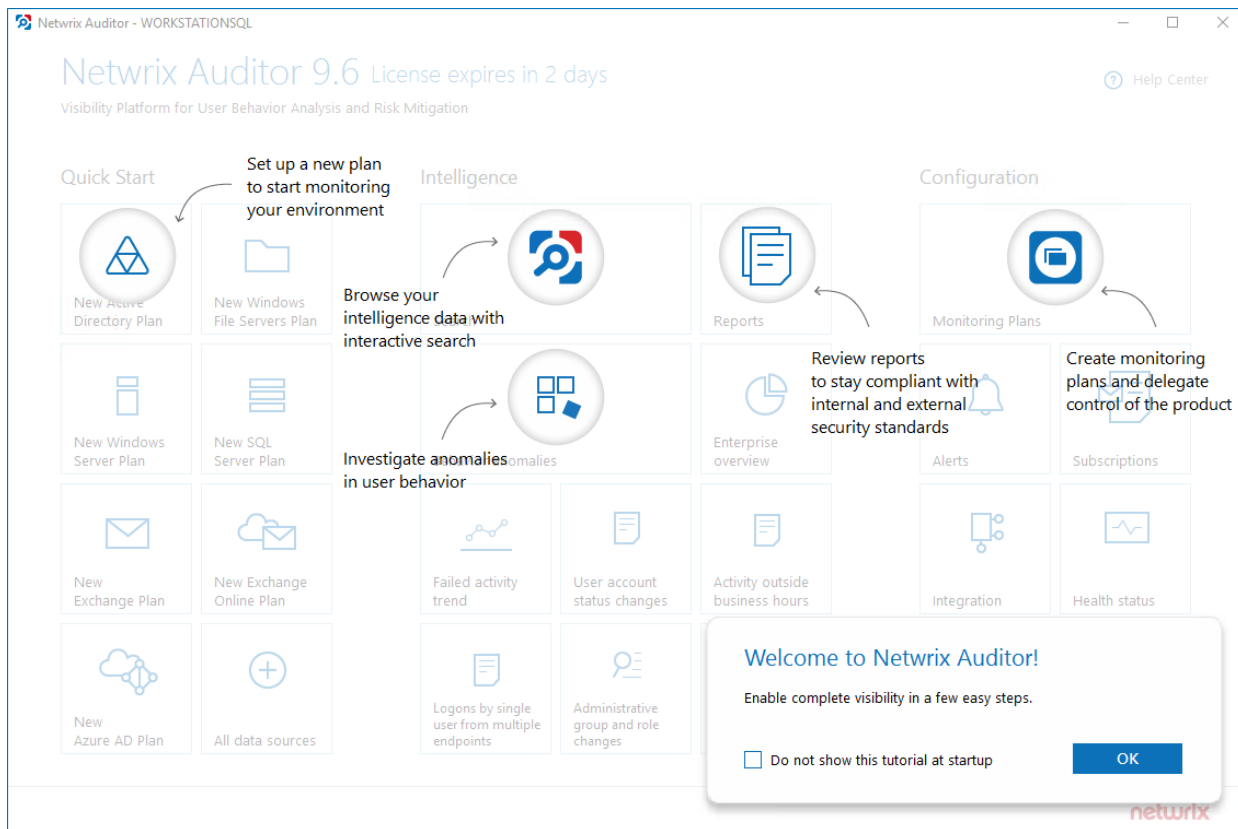 Netwrix Auditor - WORKSTATIONSQL
Netwrix Auditor 9.6 License expires in 2 days
Help Center
Visibility Platform for User Behavior Analysis and Risk Mitigation
Quick Start
Set up a new plan
to start monitoring
your environment
Intelligence
Configuration
New Active
Directory Plan
New Windows
File Servers Plan
Browse your
intelligence data with
interactive search
Search
Reports
Monitoring Plans
Review reports
to stay compliant with
internal and external
security standards
Create monitoring
plans and delegate
control of the product
New Windows
Server Plan
New SQL
Server Plan
Investigate anomalies
in user behavior
Behavior anomalies
Enterprise
overview
Alerts
Subscriptions
New
Exchange Plan
New Exchange
Online Plan
Failed activity
trend
User account
status changes
Activity outside
business hours
Integration
Health status
New
Azure AD Plan
All data sources
Logons by single
user from multiple
endpoints
Administrative
group and role
changes
Welcome to Netwrix Auditor!
Enable complete visibility in a few easy steps.
Do not show this tutorial at startup
OK
netwrix